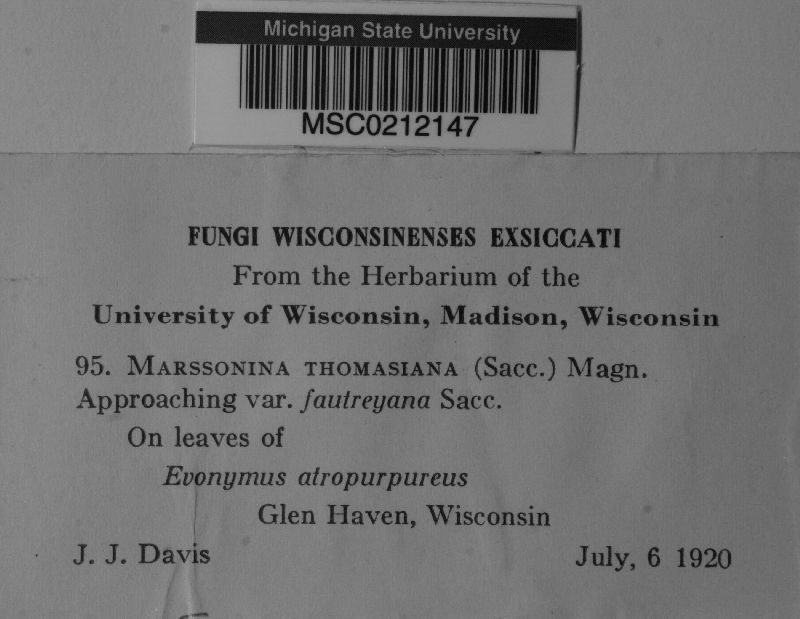 Michigan State University
MSC0212147
FUNGI WISCONSINENSES EXSICCATI
From the Herbarium of the
University of Wisconsin, Madison, Wisconsin
95. MARSSONINA THOMASIANA (Sacc.) Magn.
Approaching var. fautreyana Sacc.
On leaves of
Evonymus atropurpureus
Glen Haven, Wisconsin
J. J. Davis July, 6 1920